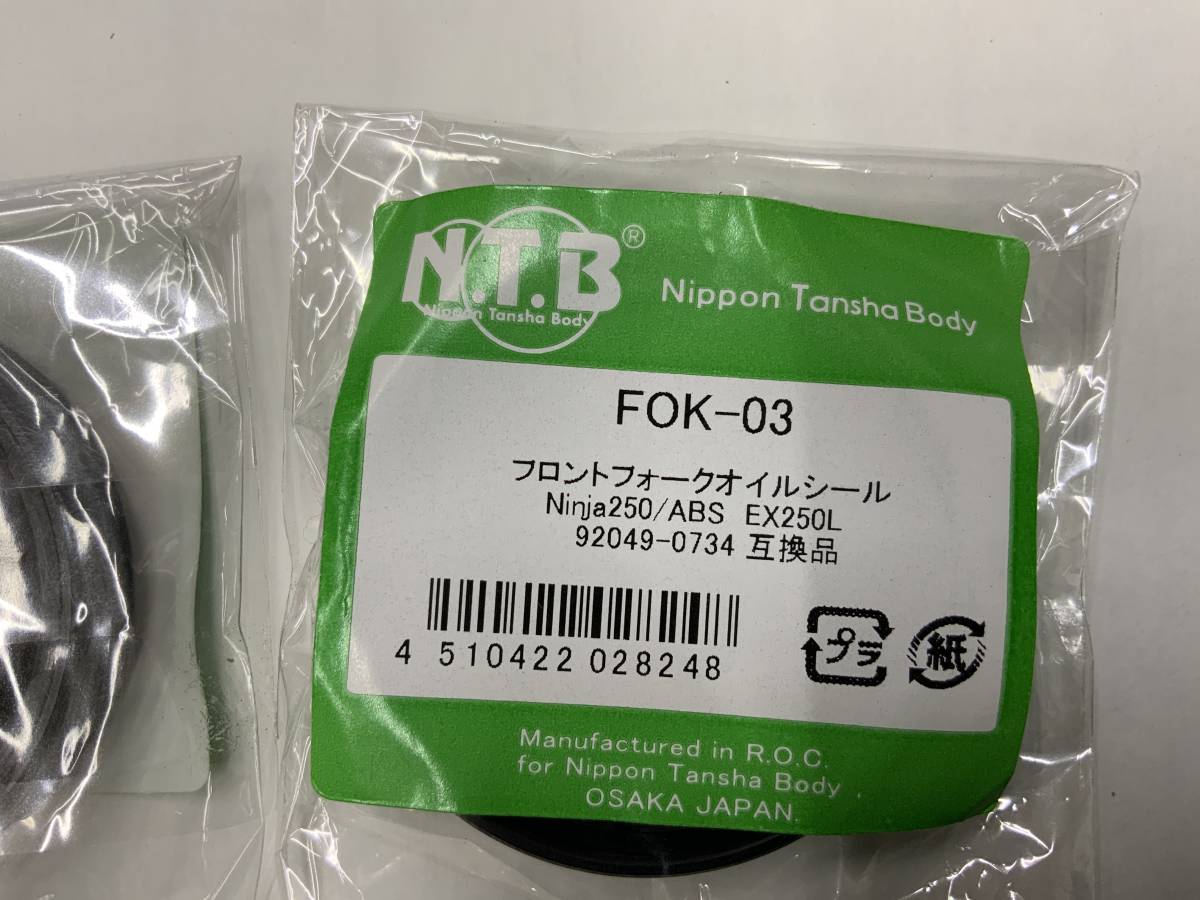 N.T.B®
Nippon Tansha Body
Nippon Tansha Body
FOK-03
フロントフォークオイルシール
Ninja250/ABS EX250L
92049-0734 互換品
4 510422 028248
プラ
紙
Manufactured in R.O.C.
for Nippon Tansha Body
OSAKA JAPAN.